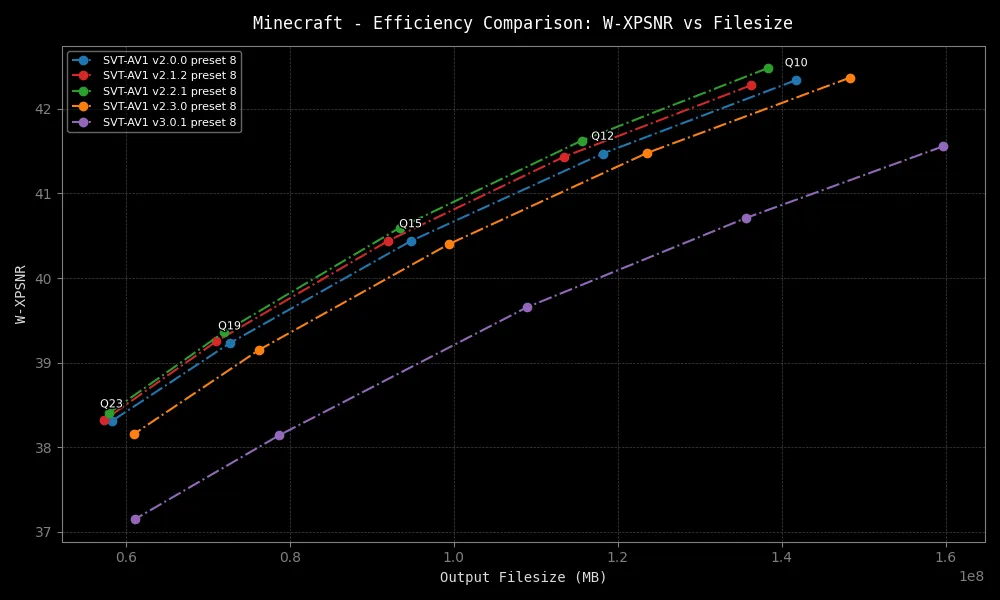 Minecraft - Efficiency Comparison: W-XPSNR vs Filesize
SVT-AV1 v2.0.0 preset 8
SVT-AV1 v2.1.2 preset 8
SVT-AV1 v2.2.1 preset 8
SVT-AV1 v2.3.0 preset 8
SVT-AV1 v3.0.1 preset 8
Q10
Q12
Q15
Q19
Q23
W-XPSNR
42
41
40
39
38
37
0.6 0.8 1.0 1.2 1.4 1.6
1e8
Output Filesize (MB)